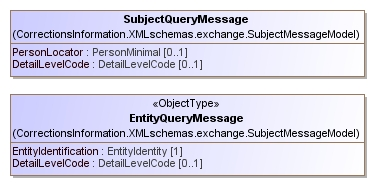 SubjectQueryMessage
(CorrectionsInformation.XMLschemas.exchange.SubjectMessageModel)
PersonLocator : PersonMinimal [0..1]
DetailLevelCode : DetailLevelCode [0..1]
«ObjectType»
EntityQueryMessage
(CorrectionsInformation.XMLschemas.exchange.SubjectMessageModel)
EntityIdentification : EntityIdentity [1]
DetailLevelCode : DetailLevelCode [0..1]